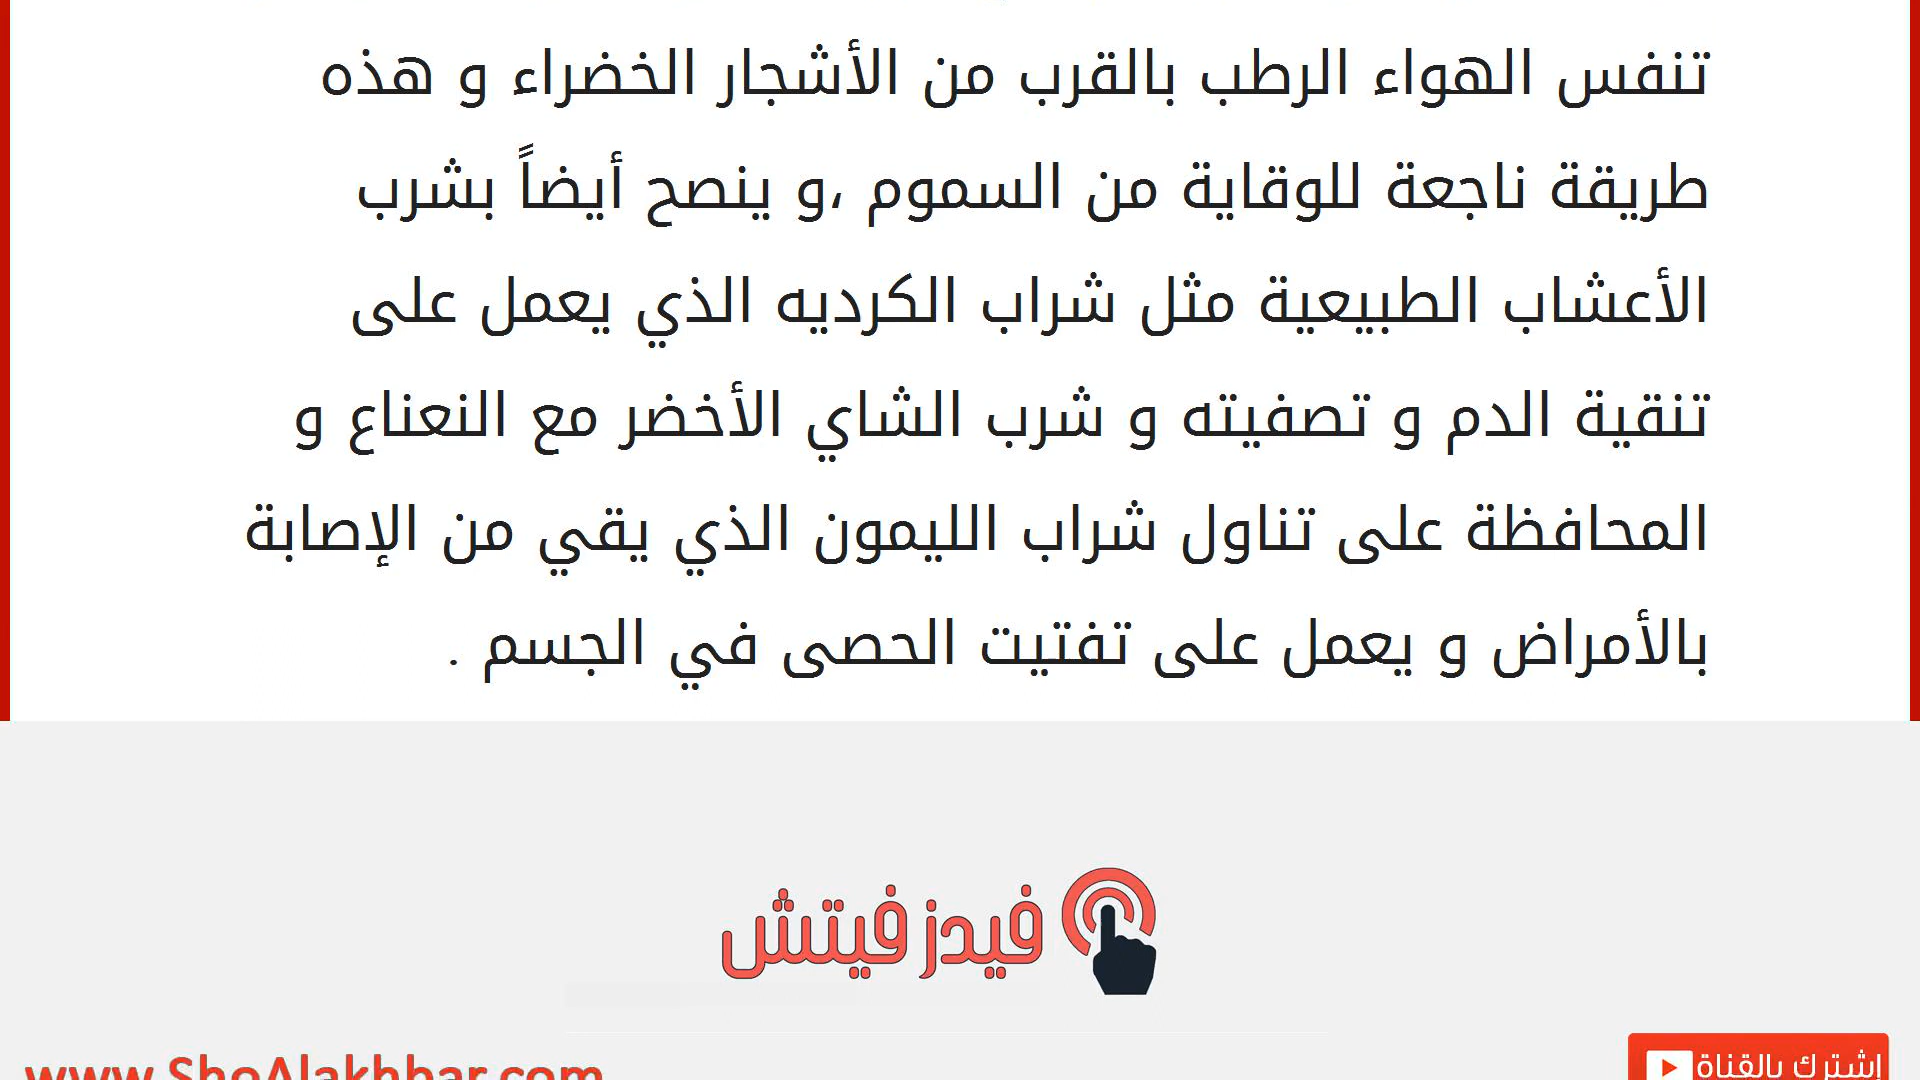 تنفس الهواء الرطب بالقرب من الأشجار الخضراء و هذه
طريقة ناجعة للوقاية من السموم ،و ينصح أيضاً بشرب
الأعشاب الطبيعية مثل شراب الكرديه الذي يعمل على
تنقية الدم و تصفيته و شرب الشاي الأخضر مع النعناع و
المحافظة على تناول شراب الليمون الذي يقي من الإصابة
بالأمراض و يعمل على تفتيت الحصى في الجسم .
فيدز فيتش
www.ShoAlakhbar.com
إشترك بالقناة